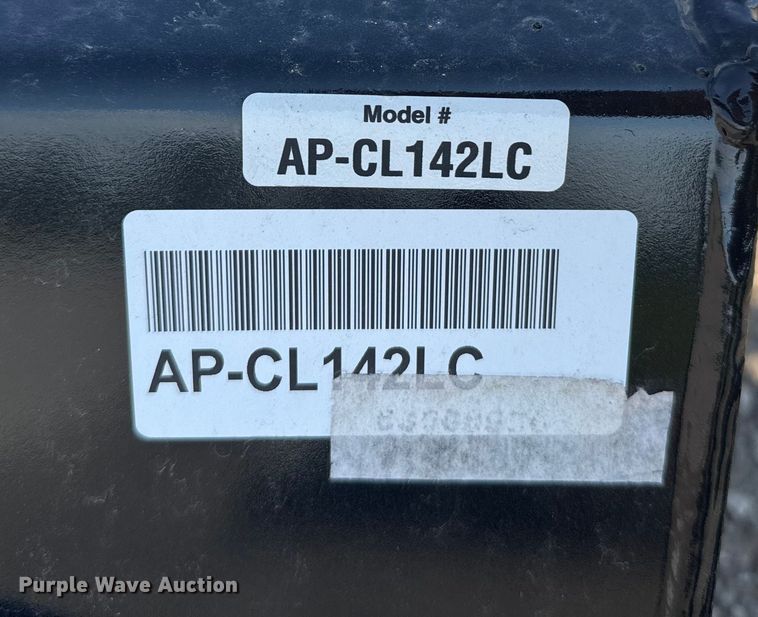 Model #
AP-CL142LC
AP-CL142LC
Purple Wave Auction